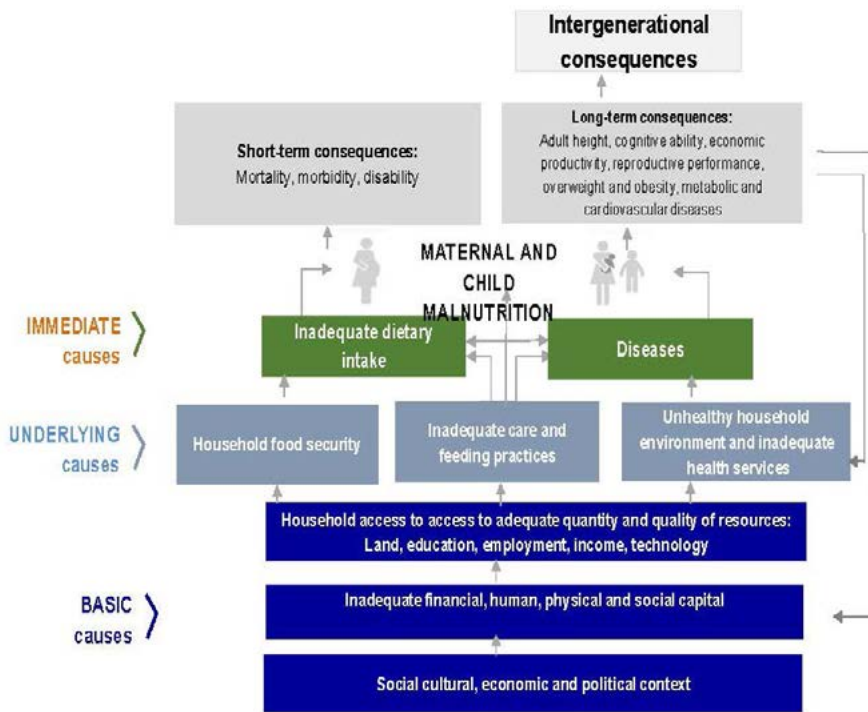 Intergenerational
consequences
Short-term consequences:
Mortality, morbidity, disability
Long-term consequences:
Adult height, cognitive ability, economic
productivity, reproductive performance,
overweight and obesity, metabolic and
cardiovascular diseases
MATERNAL AND
CHILD
MALNUTRITION
IMMEDIATE
causes
Inadequate dietary
intake
Diseases
UNDERLYING
causes
Household food security
Inadequate care and
feeding practices
Unhealthy household
environment and inadequate
health services
Household access to access to adequate quantity and quality of resources:
Land, education, employment, income, technology
BASIC
causes
Inadequate financial, human, physical and social capital
Social cultural, economic and political context